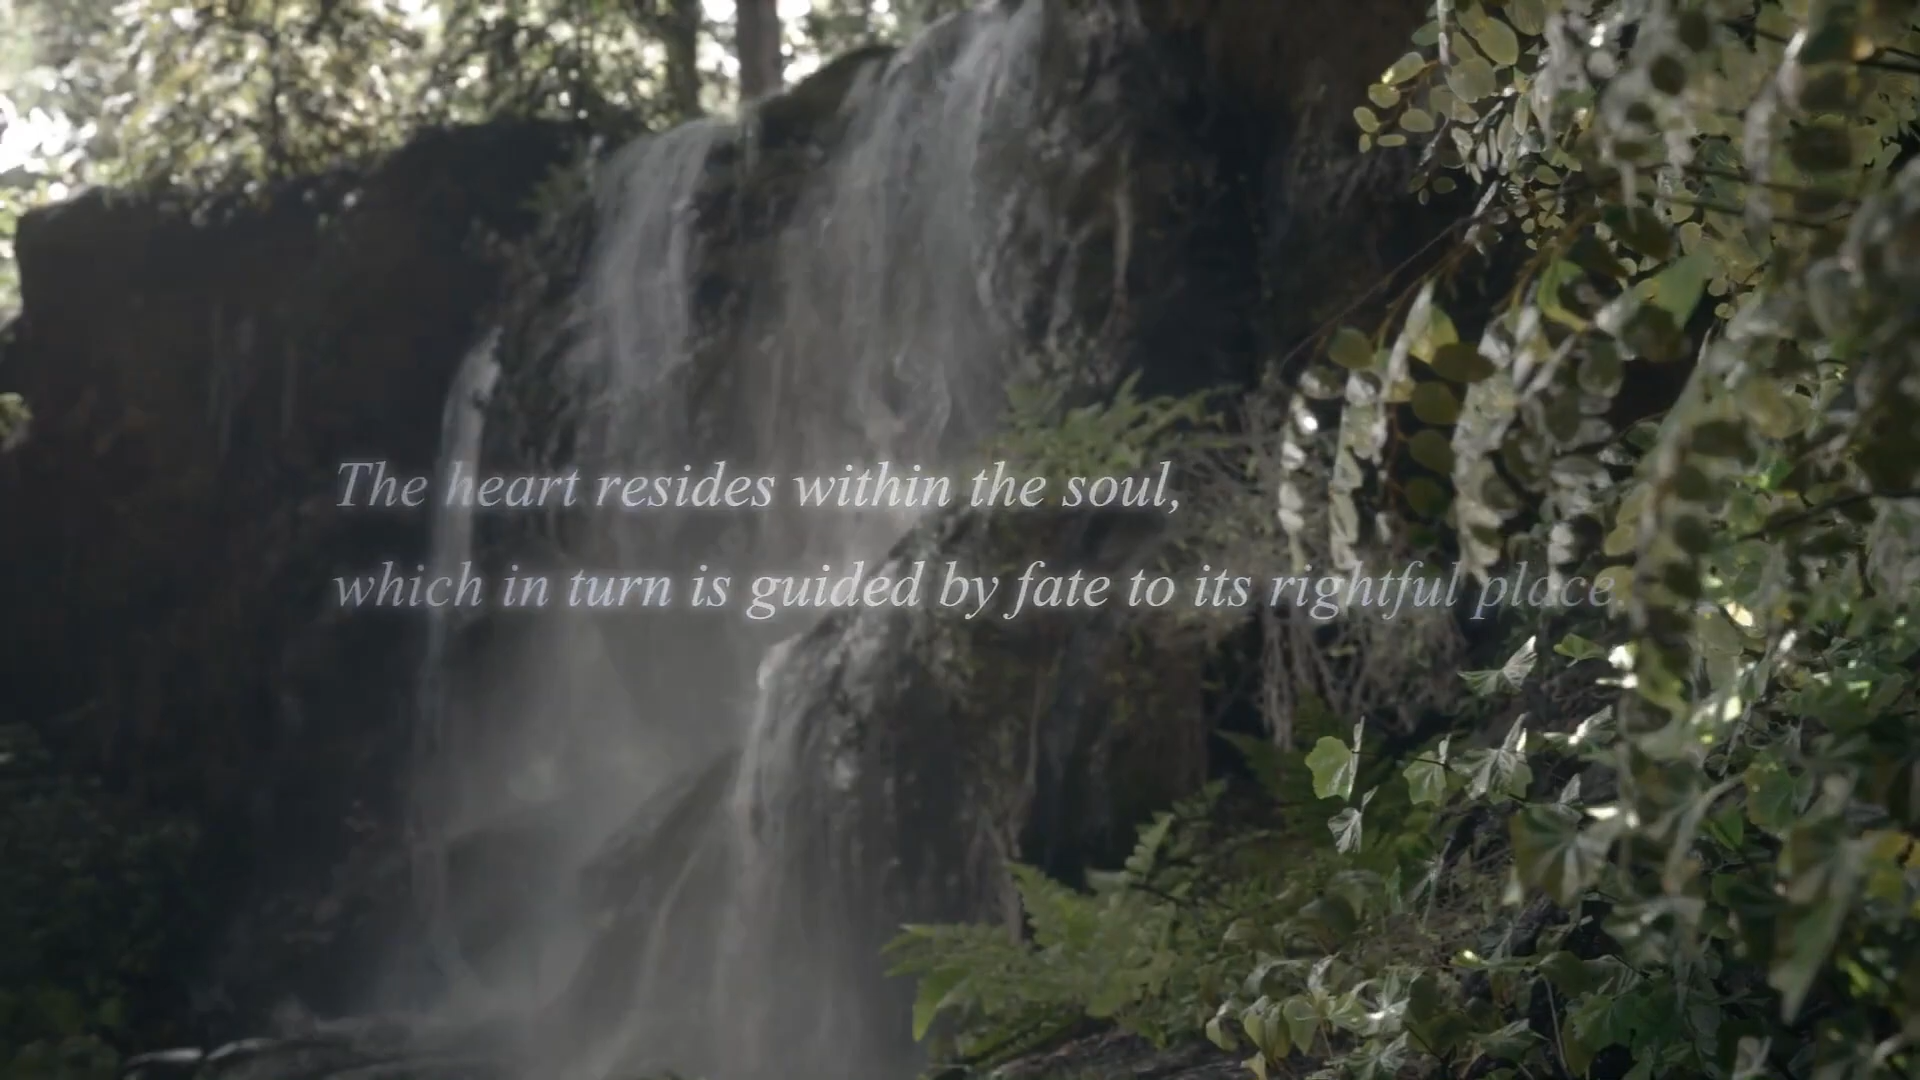 The heart resides within the soul,
which in turn is guided by fate to its rightful place.